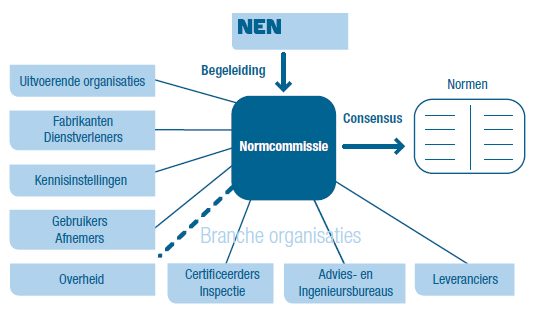 NEN
Begeleiding
Uitvoerende organisaties
Fabrikanten
Dienstverleners
Kennisinstellingen
Gebruikers
Afnemers
Overheid
Normcommissie
Consensus
Normen
Branche organisaties
Certificeerders
Inspectie
Advies- en
Ingenieursbureaus
Leveranciers